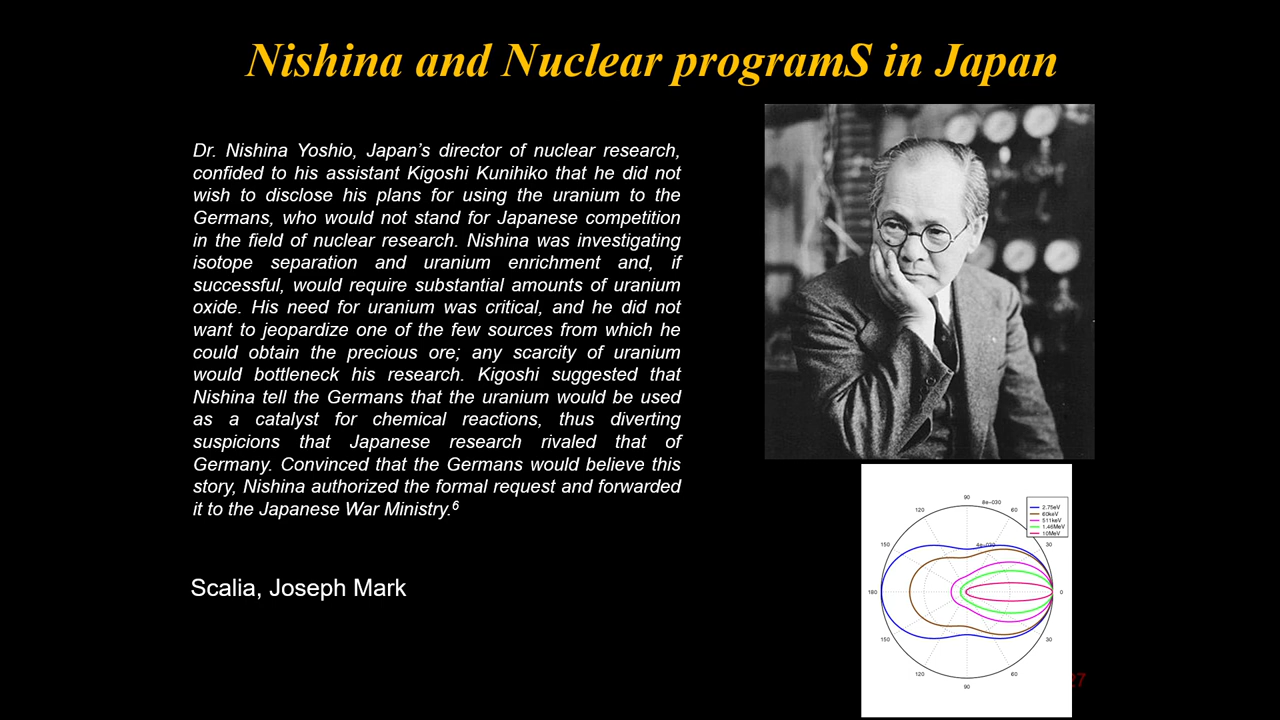 Nishina and Nuclear programS in Japan
Dr. Nishina Yoshio, Japan's director of nuclear research,
confided to his assistant Kigoshi Kunihiko that he did not
wish to disclose his plans for using the uranium to the
Germans, who would not stand for Japanese competition
in the field of nuclear research. Nishina was investigating
isotope separation and uranium enrichment and, if
successful, would require substantial amounts of uranium
oxide. His need for uranium was critical, and he did not
want to jeopardize one of the few sources from which he
could obtain the precious ore; any scarcity of uranium
would bottleneck his research. Kigoshi suggested that
Nishina tell the Germans that the uranium would be used
as a catalyst for chemical reactions, thus diverting
suspicions that Japanese research rivaled that of
Germany. Convinced that the Germans would believe this
story, Nishina authorized the formal request and forwarded
it to the Japanese War Ministry.6
Scalia, Joseph Mark
90
8e-030
120
60
2.75eV
60keV
511keV
1.46MeV
10MeV
150
4e-030
30
180
0
150
30
120
60
90
27